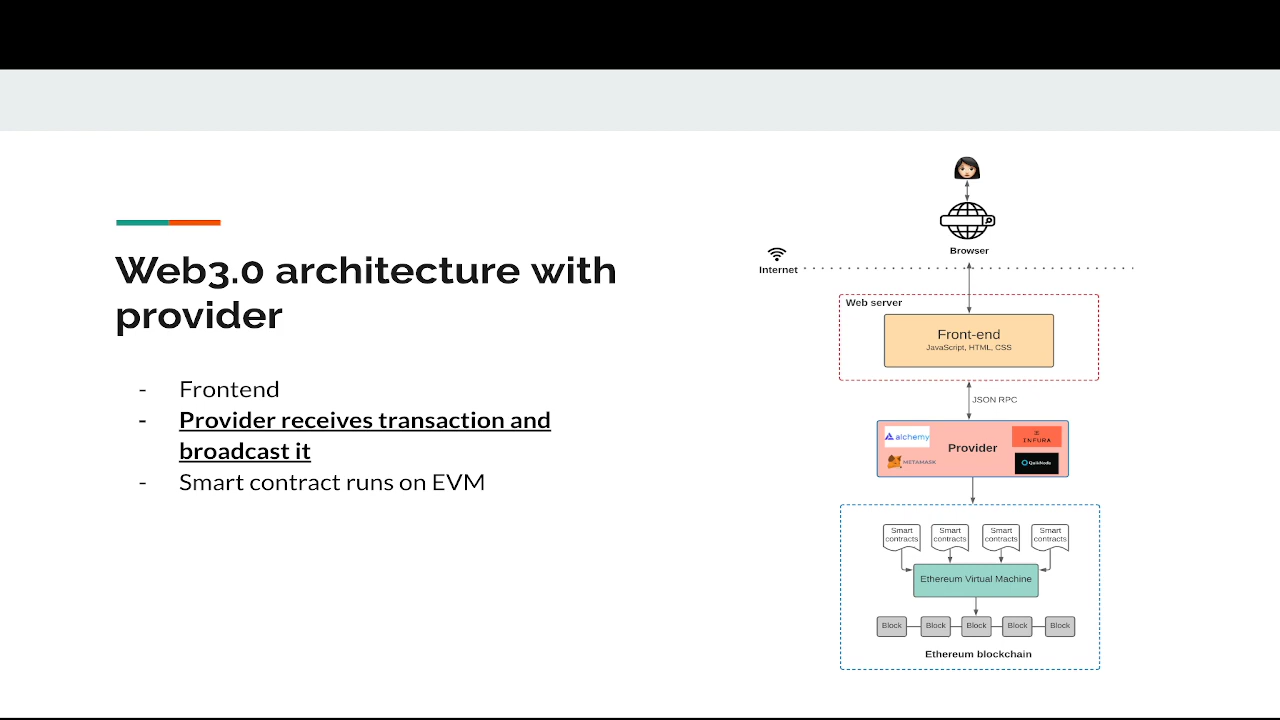 Web3.0 architecture with
provider
- Frontend
- Provider receives transaction and
broadcast it
- Smart contract runs on EVM
Browser
Internet
Web server
Front-end
JavaScript, HTML, CSS
JSON RPC
alchemy
INFURA
Provider
METAMASK
QuikNode
Smart contracts
Smart contracts
Smart contracts
Smart contracts
Ethereum Virtual Machine
Block Block Block Block Block
Ethereum blockchain